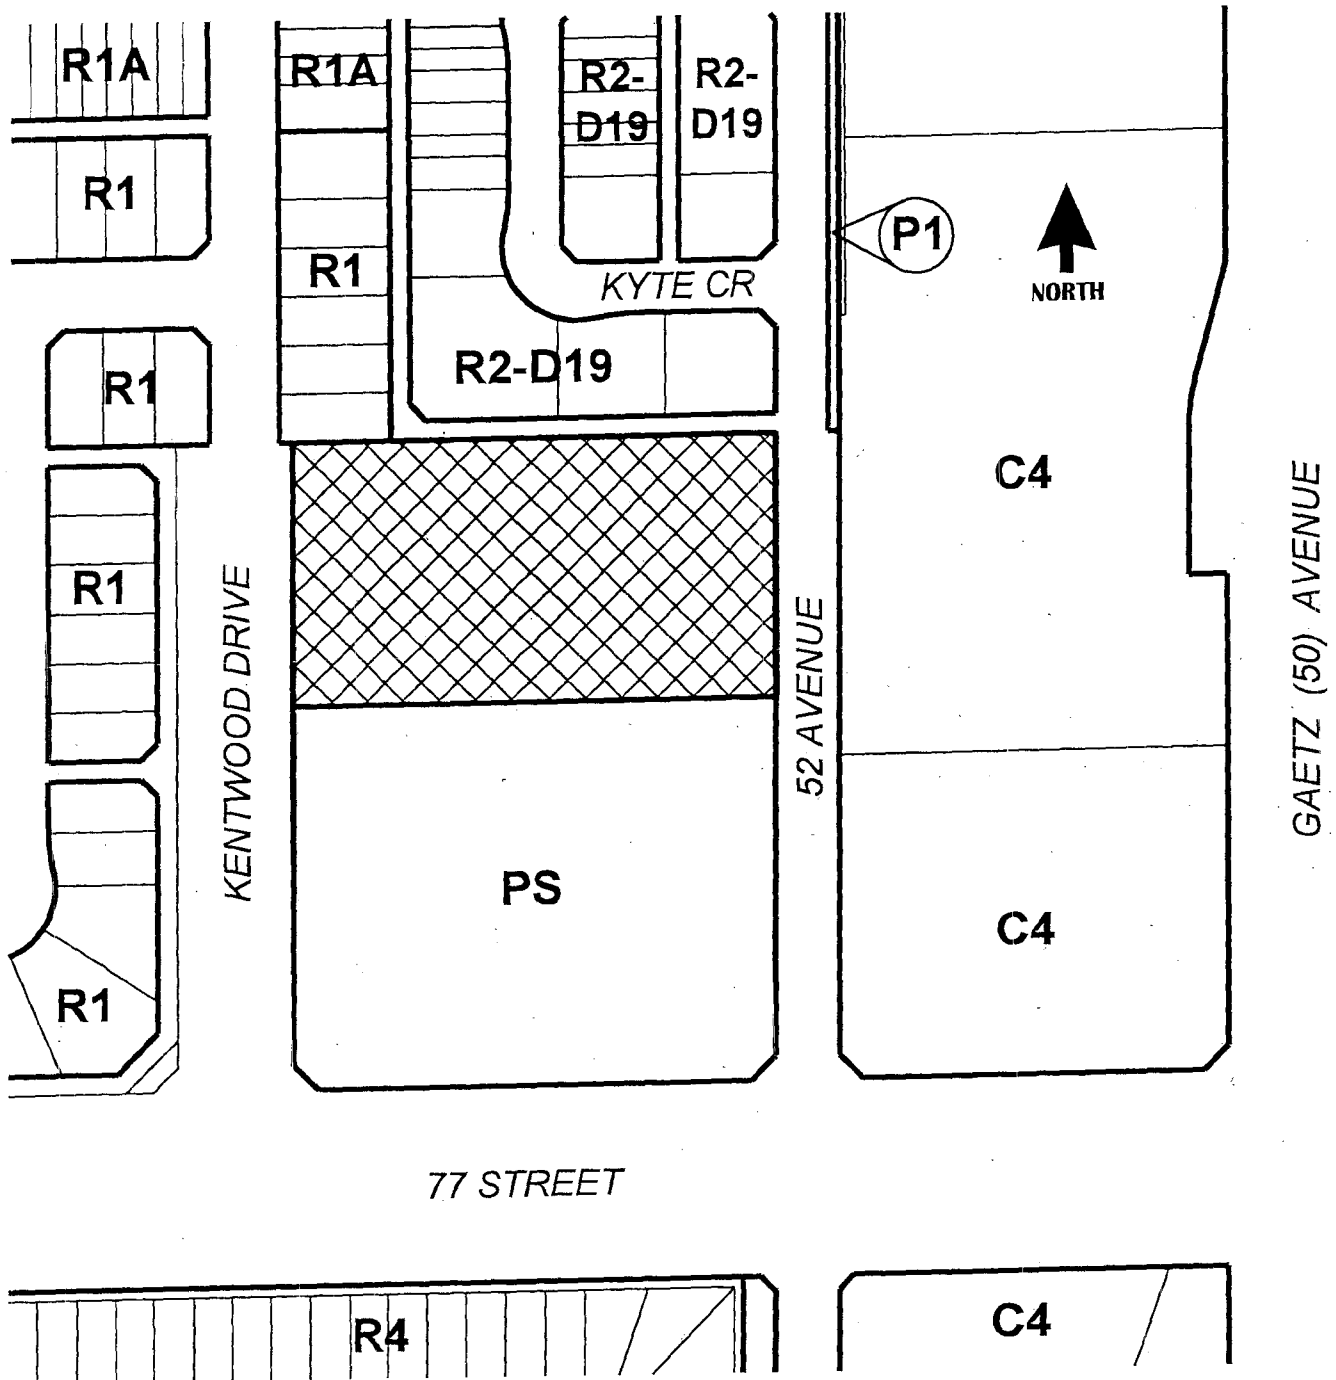 R1A
R1A
R2-
D19
R2-
D19
R1
P1
R1
KYTE CR
NORTH
R1
R2-D19
C4
R1
KENTWOOD DRIVE
52 AVENUE
GAETZ (50) AVENUE
PS
C4
R1
77 STREET
R4
C4